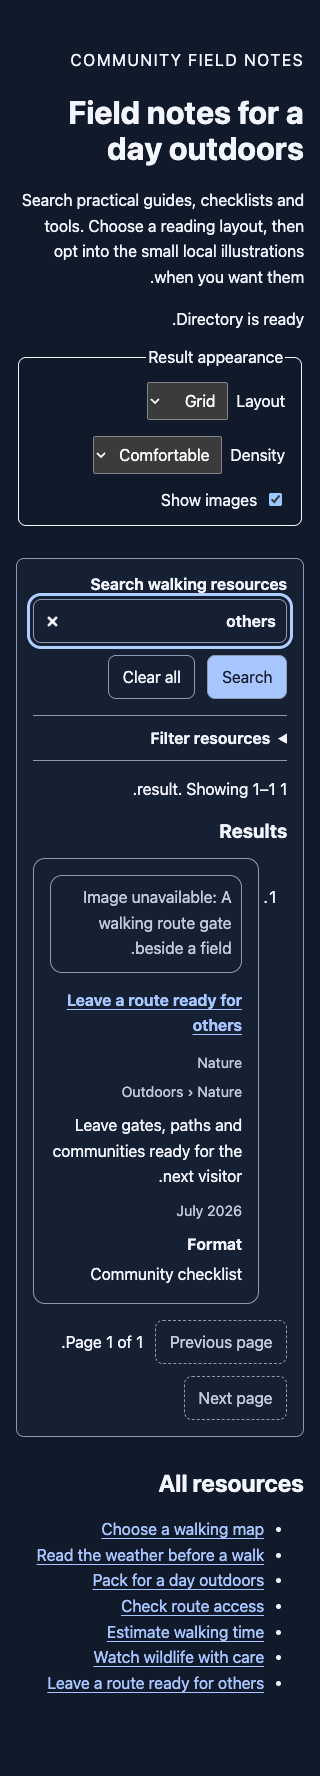 COMMUNITY FIELD NOTES
Field notes for a
day outdoors
Search practical guides, checklists and
tools. Choose a reading layout, then
opt into the small local illustrations
.when you want them
.Directory is ready
Result appearance
Layout Grid
Density Comfortable
Show images
Search walking resources
others ×
Search Clear all
Filter resources
.result. Showing 1–1 1
Results
.1
Image unavailable: A
walking route gate
.beside a field
Leave a route ready for
others
Nature
Outdoors › Nature
Leave gates, paths and
communities ready for the
.next visitor
July 2026
Format
Community checklist
Previous page .Page 1 of 1
Next page
All resources
• Choose a walking map
• Read the weather before a walk
• Pack for a day outdoors
• Check route access
• Estimate walking time
• Watch wildlife with care
• Leave a route ready for others